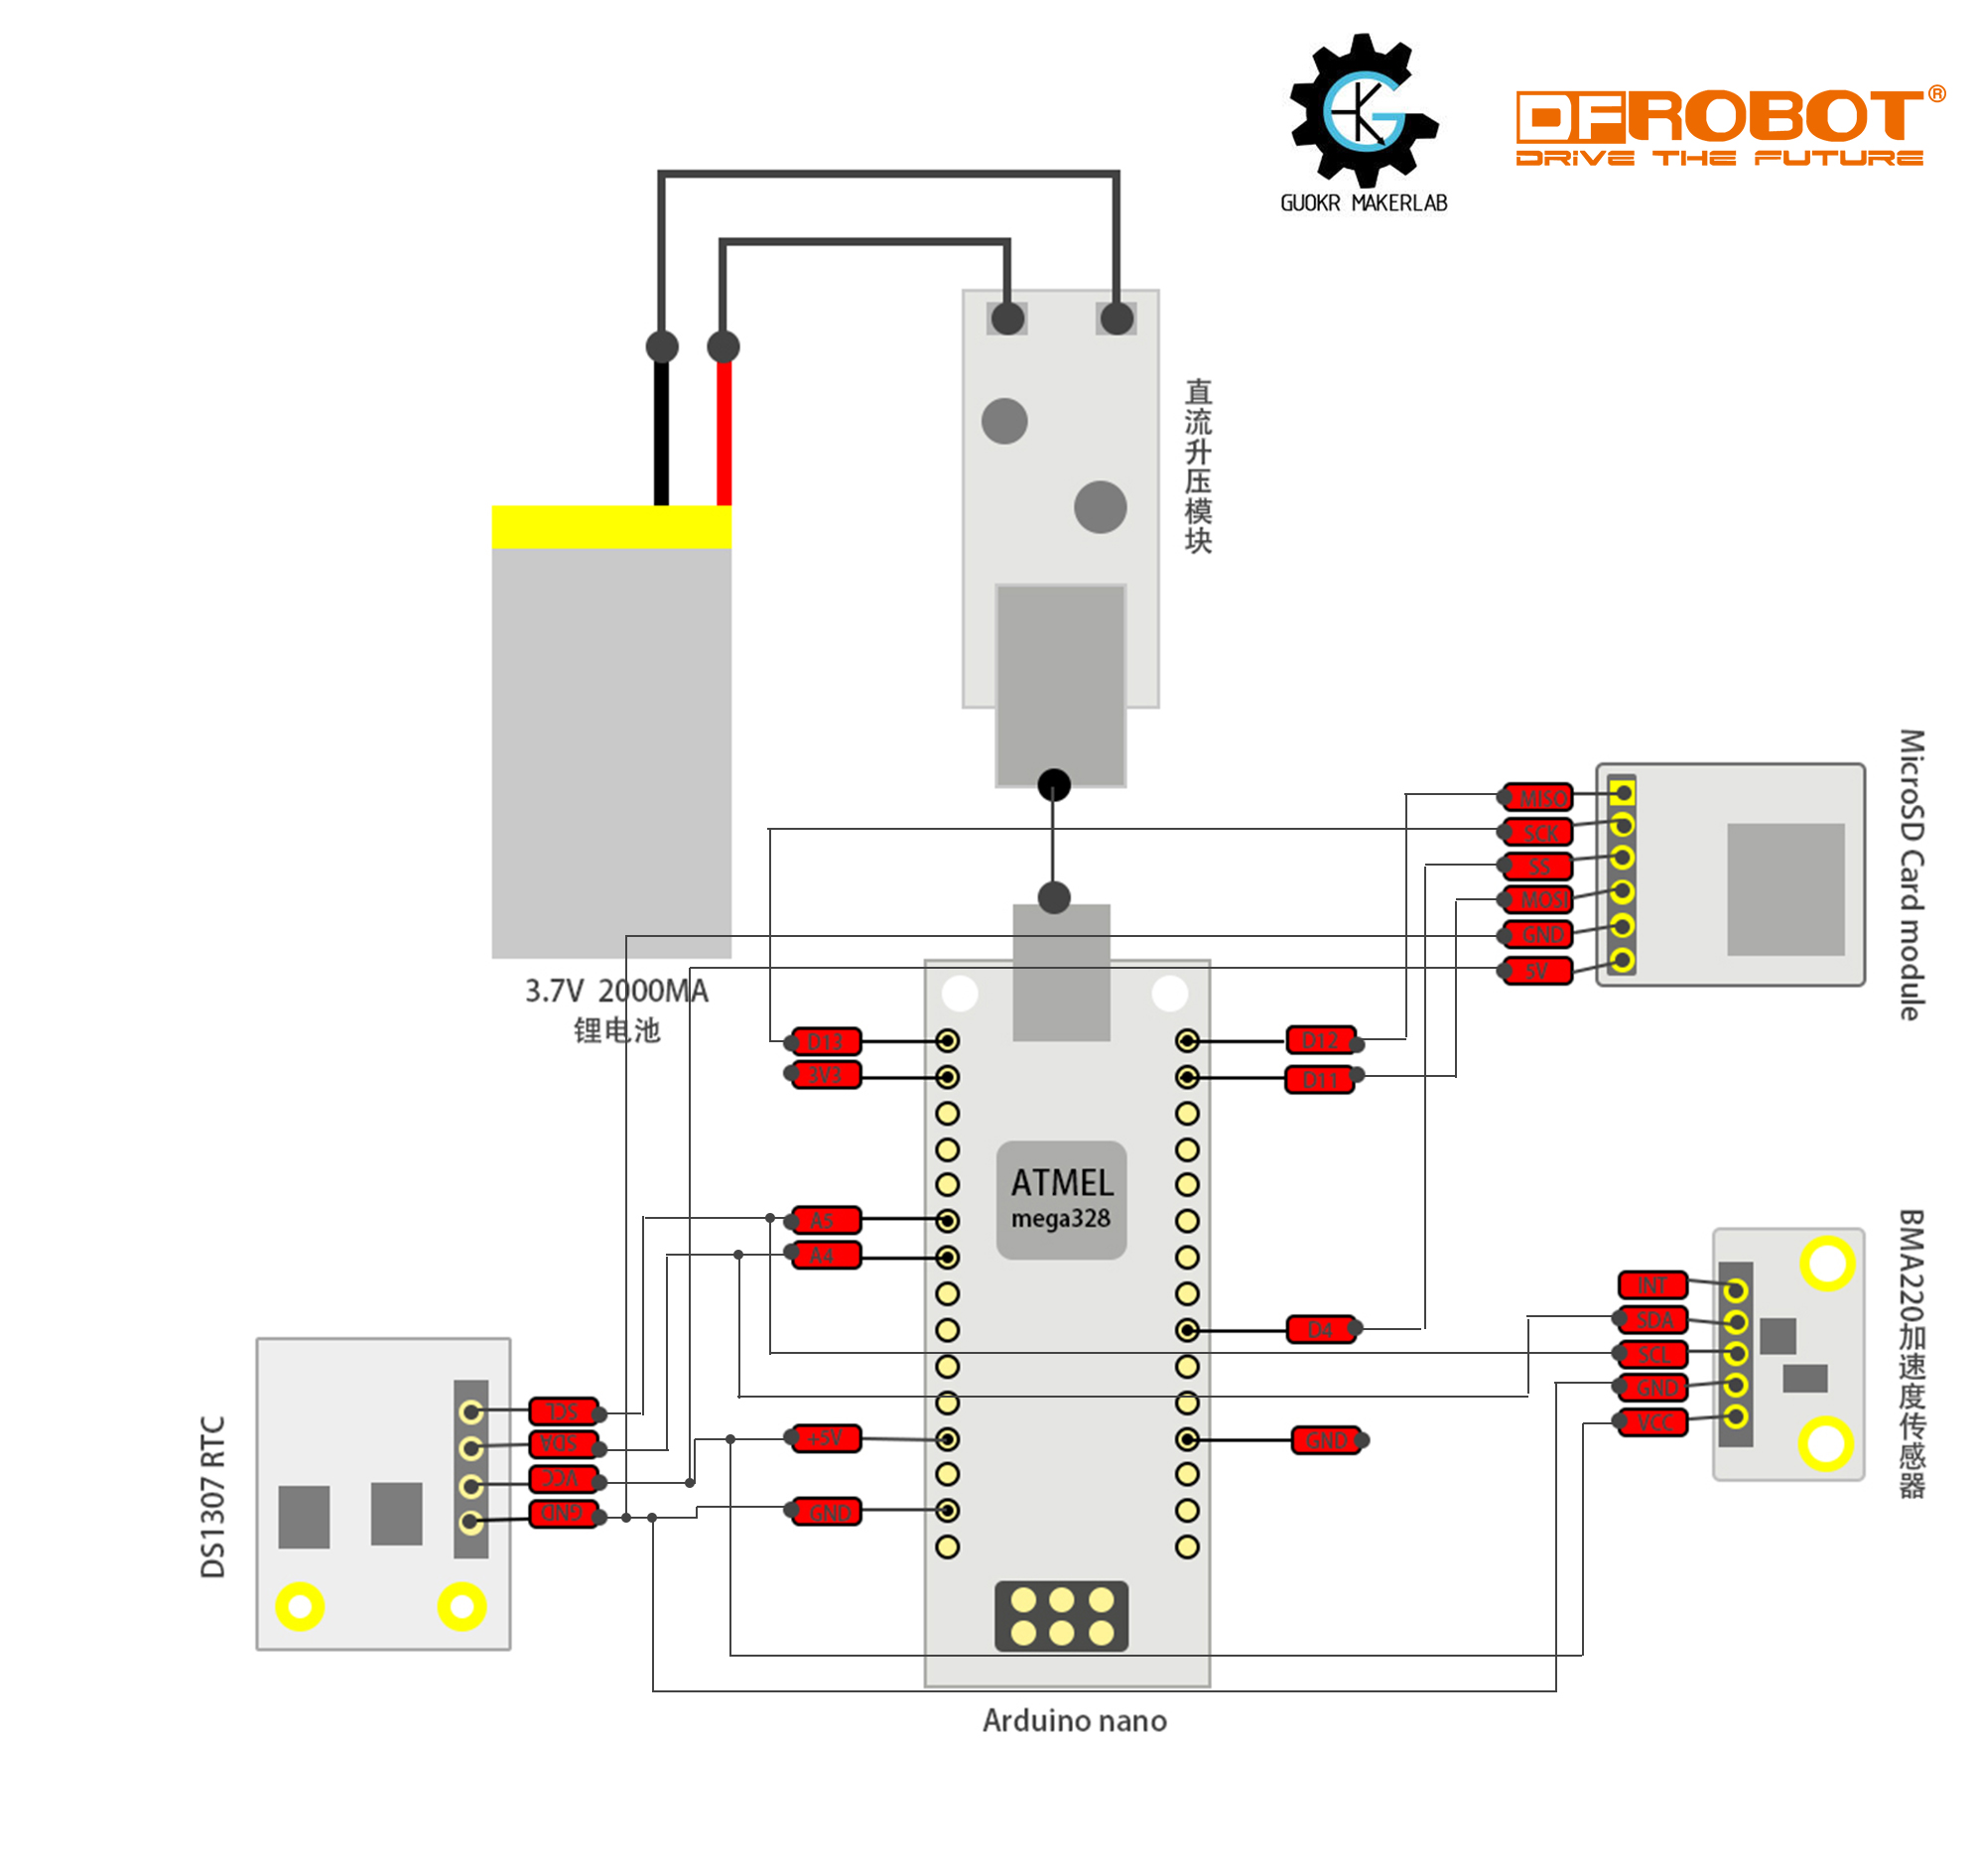 GUOKR MAKERLAB
DFROBOT®
DRIVE THE FUTURE
直流升压模块
3.7V 2000MA
锂电池
MISO
SCK
SS
MOSI
GND
5V
MicroSD Card module
D13
3V3
D12
D11
ATMEL
mega328
A5
A4
D4
INT
SDA
SCL
GND
VCC
BMA220加速度传感器
SCL
SDA
VCC
GND
DS1307 RTC
+5V
GND
GND
Arduino nano